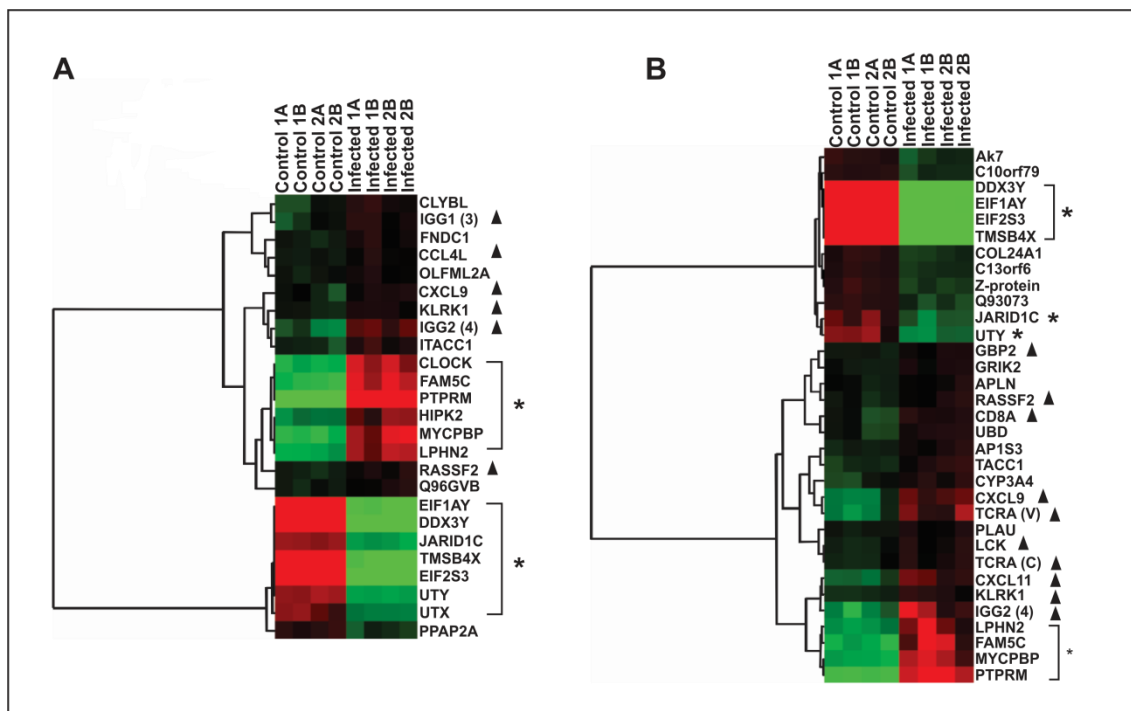 A
Control 1A
Control 1B
Control 2A
Control 2B
Infected 1A
Infected 1B
Infected 2B
Infected 2B
CLYBL
IGG1 (3) ▲
FNDC1
CCL4L ▲
OLFML2A
CXCL9 ▲
KLRK1 ▲
IGG2 (4) ▲
ITACC1
CLOCK
FAM5C
PTPRM
HIPK2
*
MYCPBP
LPHN2
RASSF2 ▲
Q96GVB
EIF1AY
DDX3Y
JARID1C
TMSB4X
*
EIF2S3
UTY
UTX
PPAP2A
B
Control 1A
Control 1B
Control 2A
Control 2B
Infected 1A
Infected 1B
Infected 2B
Infected 2B
Ak7
C10orf79
DDX3Y
EIF1AY
*
EIF2S3
TMSB4X
COL24A1
C13orf6
Z-protein
Q93073
JARID1C *
UTY *
GBP2 ▲
GRIK2
APLN
RASSF2 ▲
CD8A ▲
UBD
AP1S3
TACC1
CYP3A4
CXCL9 ▲
TCRA (V) ▲
PLAU
LCK ▲
TCRA (C) ▲
CXCL11 ▲
KLRK1 ▲
IGG2 (4) ▲
LPHN2
FAM5C
*
MYCPBP
PTPRM